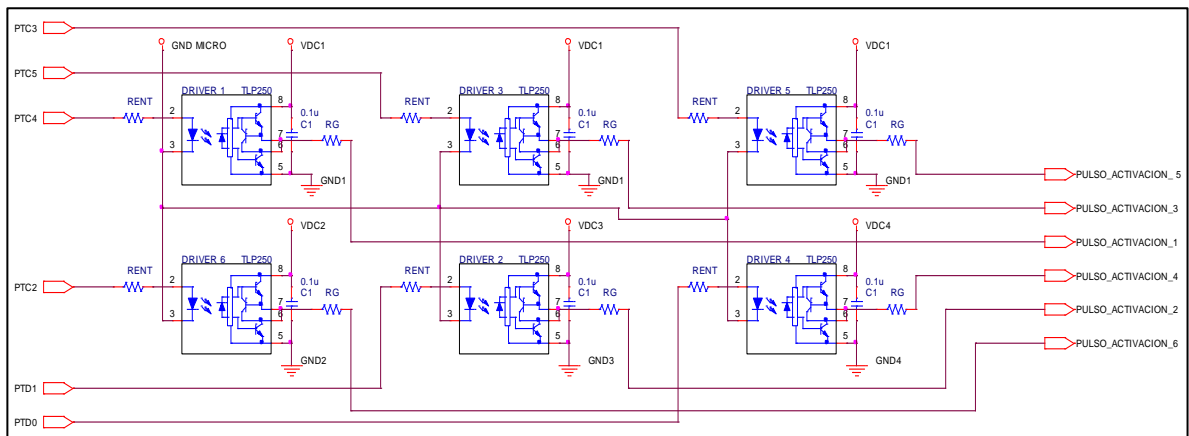 PTC3
GND MICRO
VDC1
VDC1
VDC1
PTC5
DRIVER 1 TLP250
DRIVER 3 TLP250
DRIVER 5 TLP250
PTC4
RENT
2
3
8
7
6
5
0.1u
C1
RG
GND1
RENT
2
3
8
7
6
5
0.1u
C1
RG
GND1
RENT
2
3
8
7
6
5
0.1u
C1
RG
GND1
PULSO_ACTIVACION_ 5
PULSO_ACTIVACION_3
PULSO_ACTIVACION_1
VDC2
VDC3
VDC4
DRIVER 6 TLP250
DRIVER 2 TLP250
DRIVER 4 TLP250
PTC2
RENT
2
3
8
7
6
5
0.1u
C1
RG
GND2
RENT
2
3
8
7
6
5
0.1u
C1
RG
GND3
RENT
2
3
8
7
6
5
0.1u
C1
RG
GND4
PULSO_ACTIVACION_4
PULSO_ACTIVACION_2
PULSO_ACTIVACION_6
PTD1
PTD0